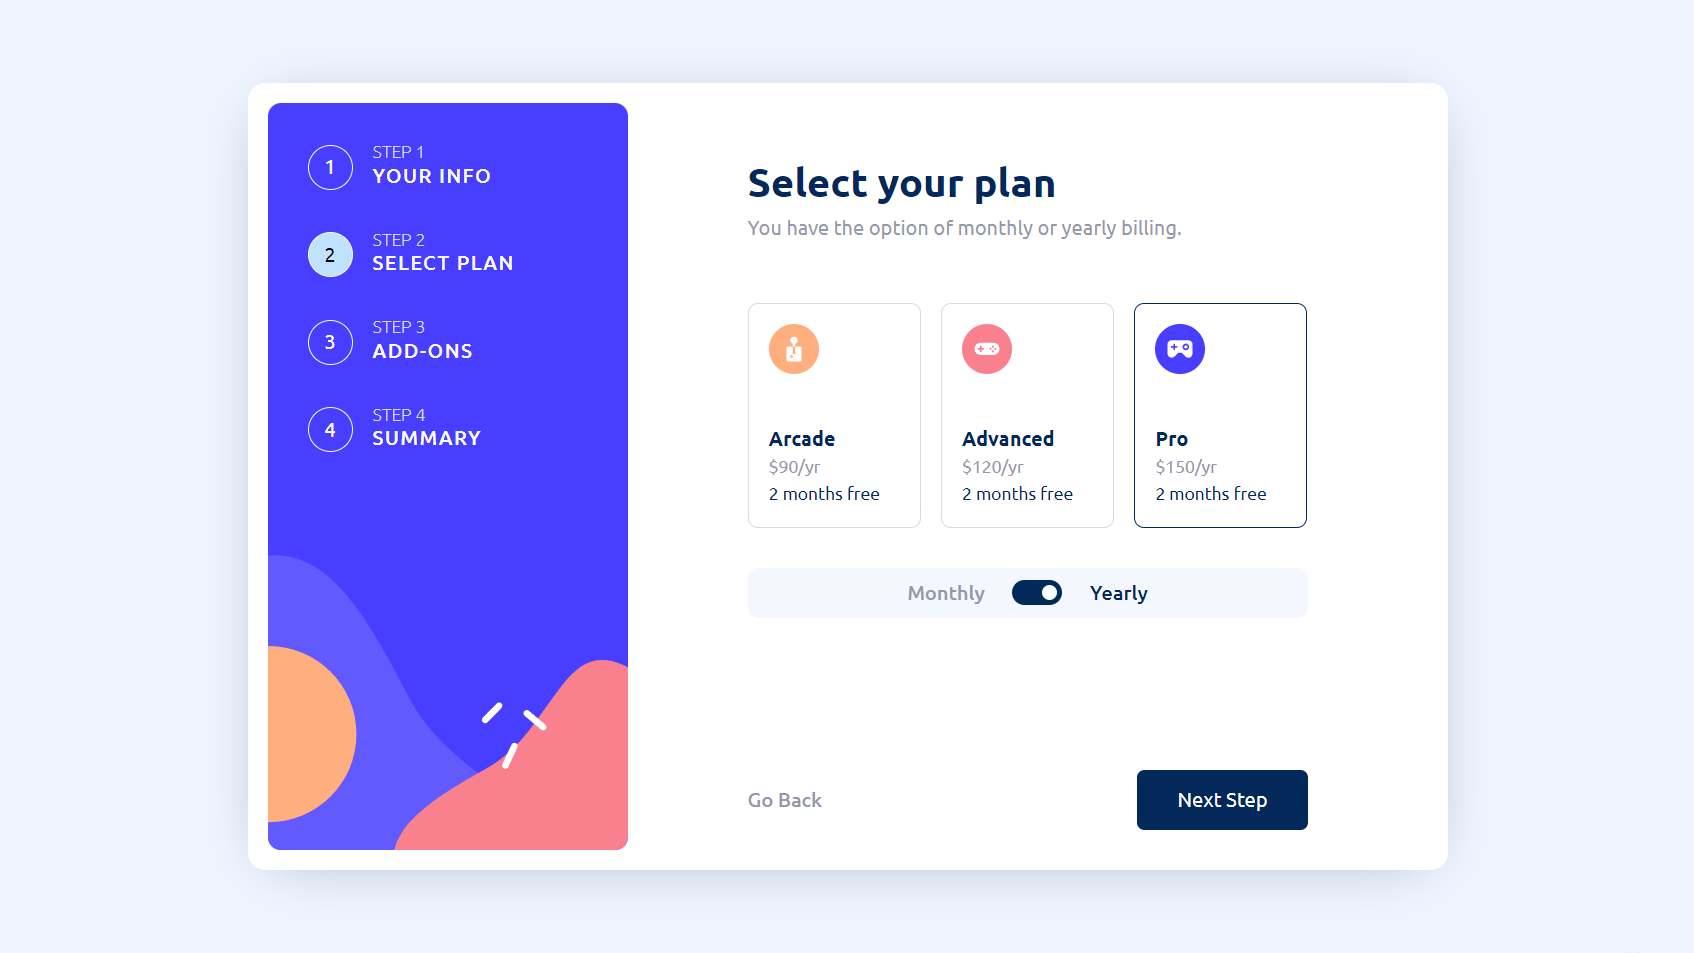 1
STEP 1
YOUR INFO
2
STEP 2
SELECT PLAN
3
STEP 3
ADD-ONS
4
STEP 4
SUMMARY
Select your plan
You have the option of monthly or yearly billing.
Arcade
$90/yr
2 months free
Advanced
$120/yr
2 months free
Pro
$150/yr
2 months free
Monthly
Yearly
Go Back
Next Step